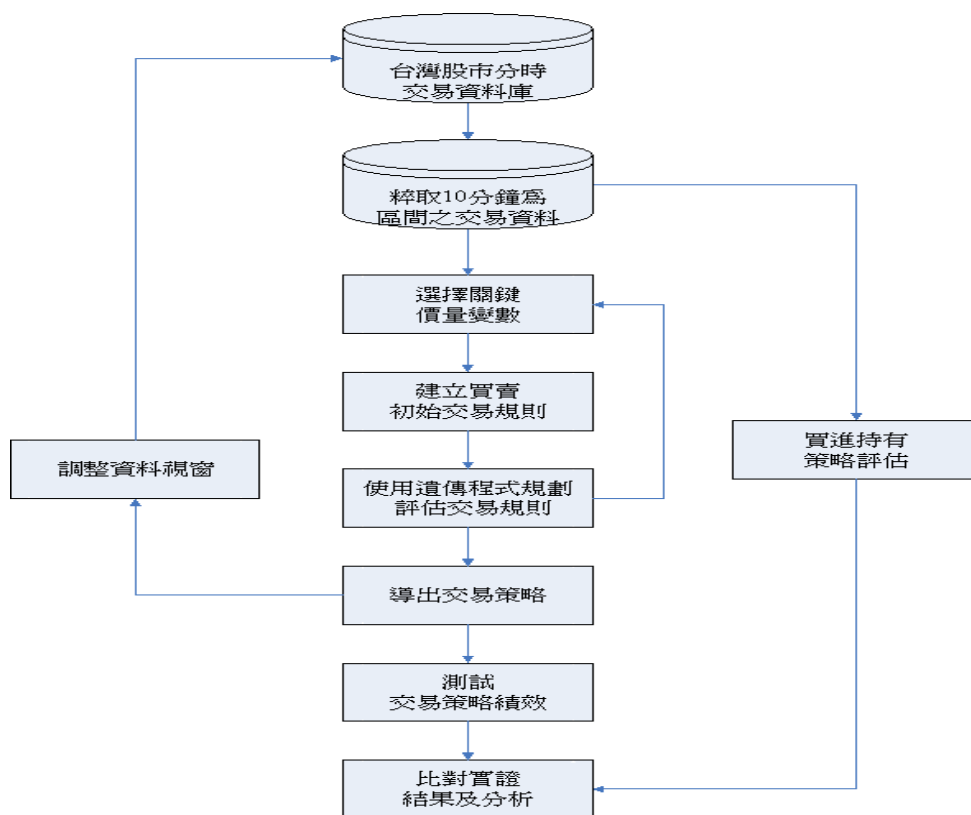 台灣股市分時
交易資料庫
粹取10分鐘為
區間之交易資料
選擇關鍵
價量變數
建立買賣
初始交易規則
買進持有
策略評估
調整資料視窗
使用遺傳程式規劃
評估交易規則
導出交易策略
測試
交易策略績效
比對實證
結果及分析